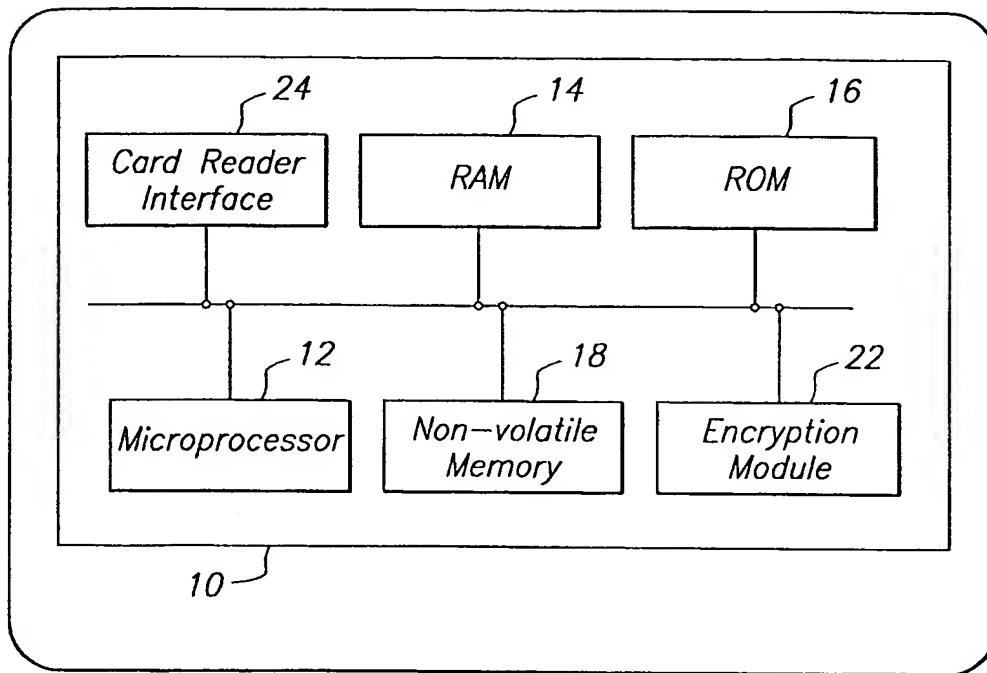 24
14
16
Card Reader
Interface
RAM
ROM
12
18
22
Microprocessor
Non-volatile
Memory
Encryption
Module
10